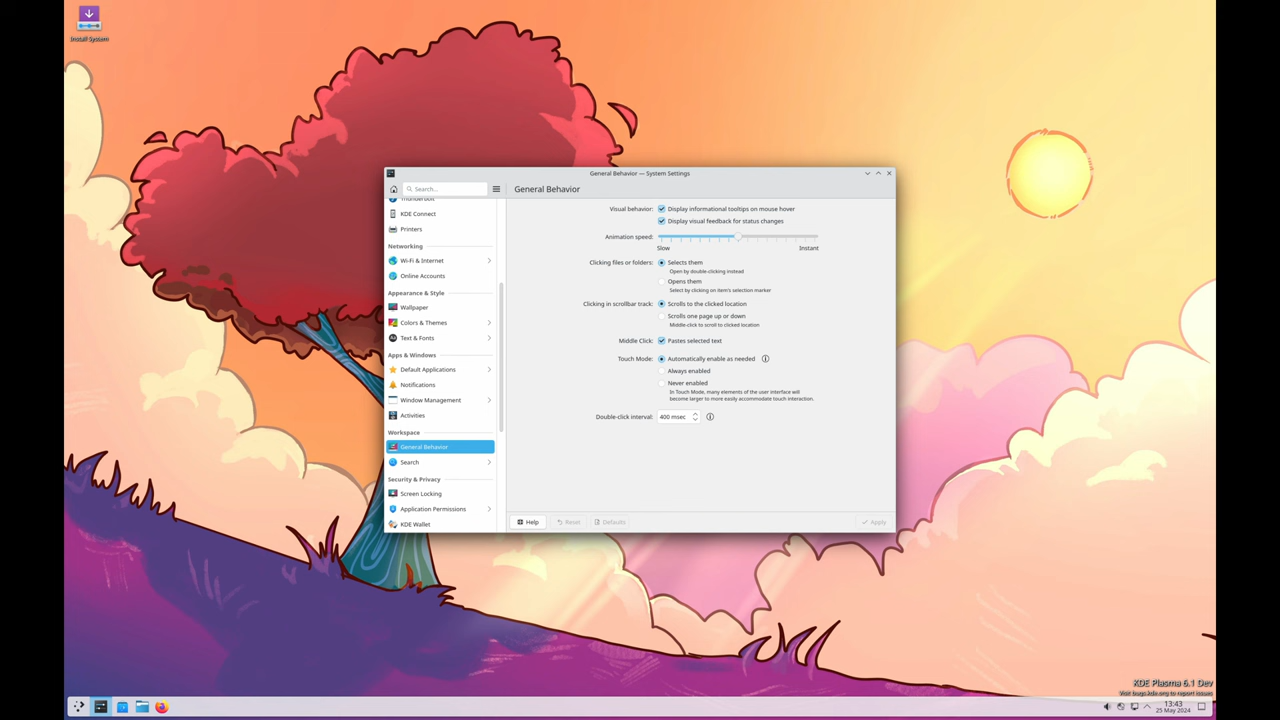 Install System
General Behavior — System Settings
Search...
General Behavior
Thunderbolt
KDE Connect
Printers
Networking
Wi-Fi & Internet
Online Accounts
Appearance & Style
Wallpaper
Colors & Themes
Text & Fonts
Apps & Windows
Default Applications
Notifications
Window Management
Activities
Workspace
General Behavior
Search
Security & Privacy
Screen Locking
Application Permissions
KDE Wallet
Visual behavior: Display informational tooltips on mouse hover
Display visual feedback for status changes
Animation speed:
Slow Instant
Clicking files or folders: Selects them
Open by double-clicking instead
Opens them
Select by clicking on item's selection marker
Clicking in scrollbar track: Scrolls to the clicked location
Scrolls one page up or down
Middle-click to scroll to clicked location
Middle Click: Pastes selected text
Touch Mode: Automatically enable as needed
Always enabled
Never enabled
In Touch Mode, many elements of the user interface will
become larger to more easily accommodate touch interaction.
Double-click interval: 400 msec
Help Reset Defaults Apply
KDE Plasma 6.1 Dev
Visit bugs.kde.org to report issues
13:43
25 May 2024